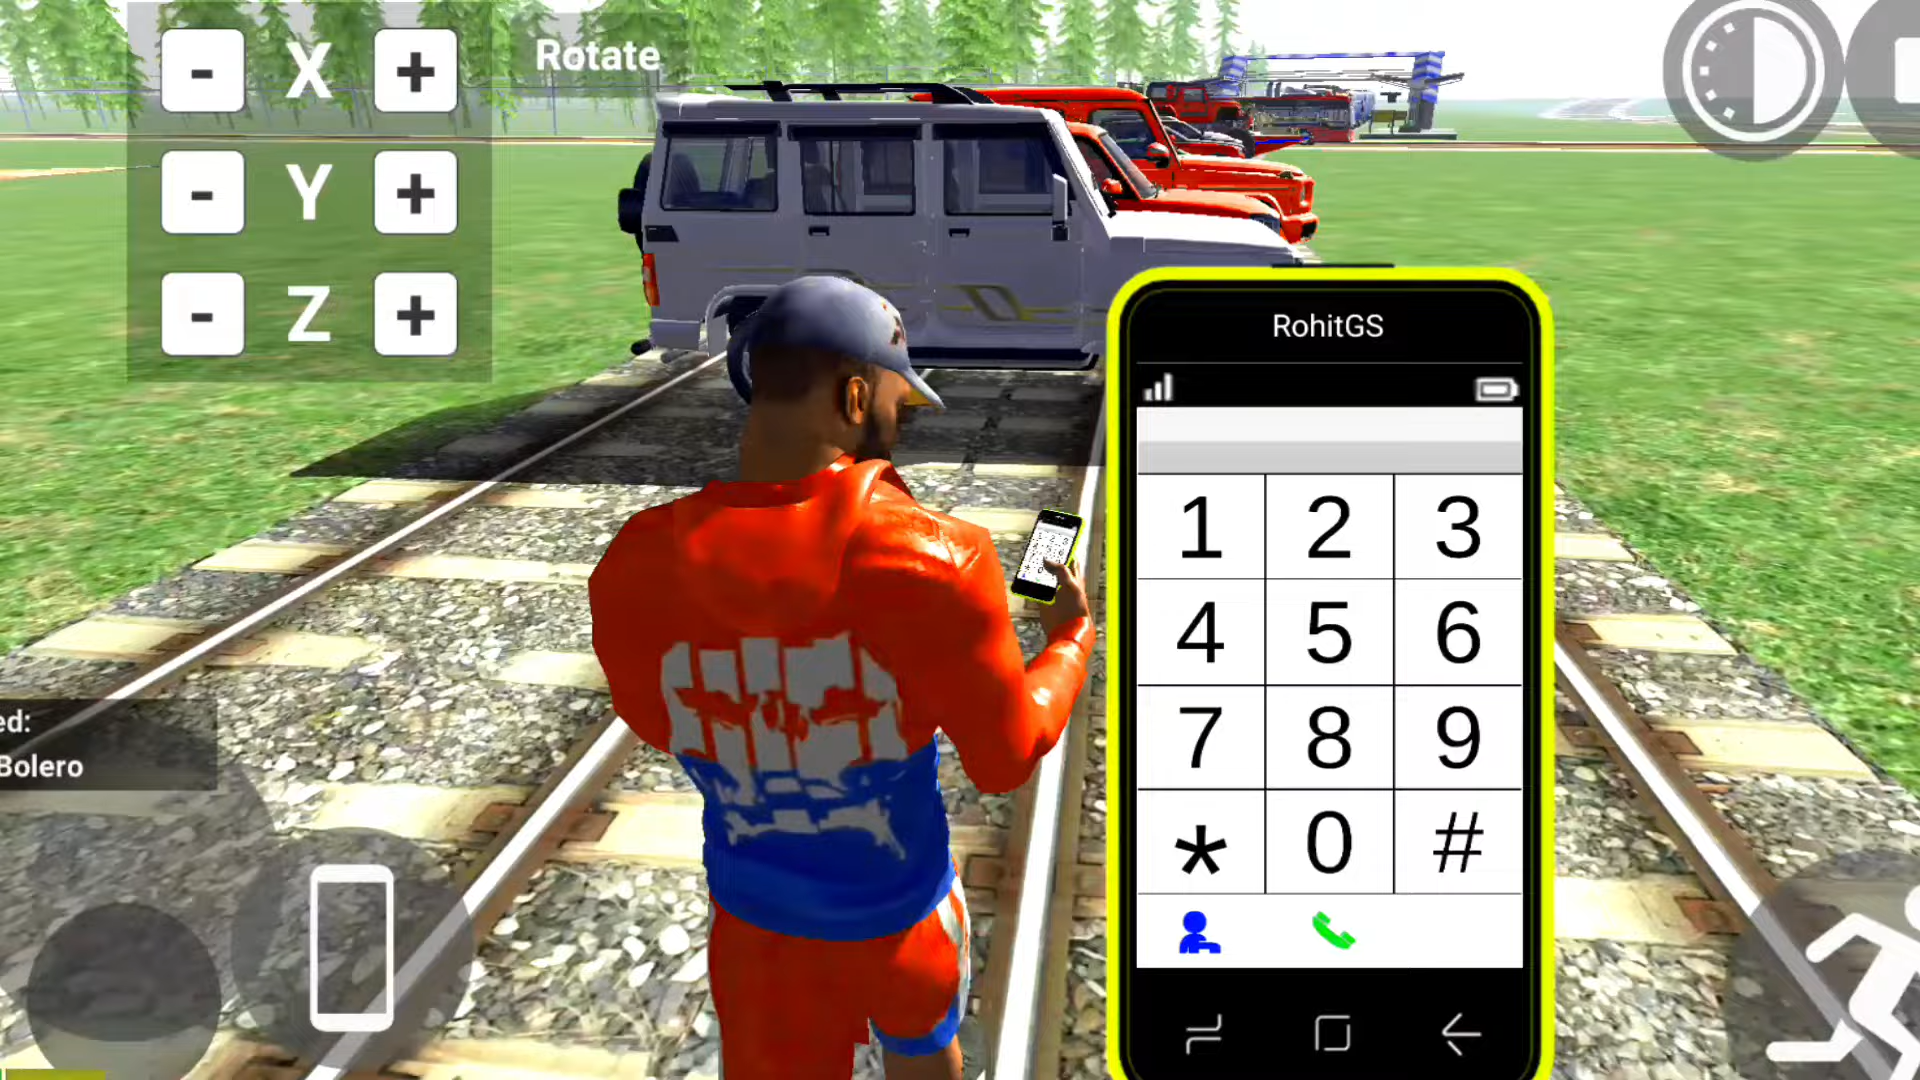 - X + Rotate
- Y +
- Z +
RohitGS
1 2 3
4 5 6
7 8 9
* 0 #
ed:
Bolero